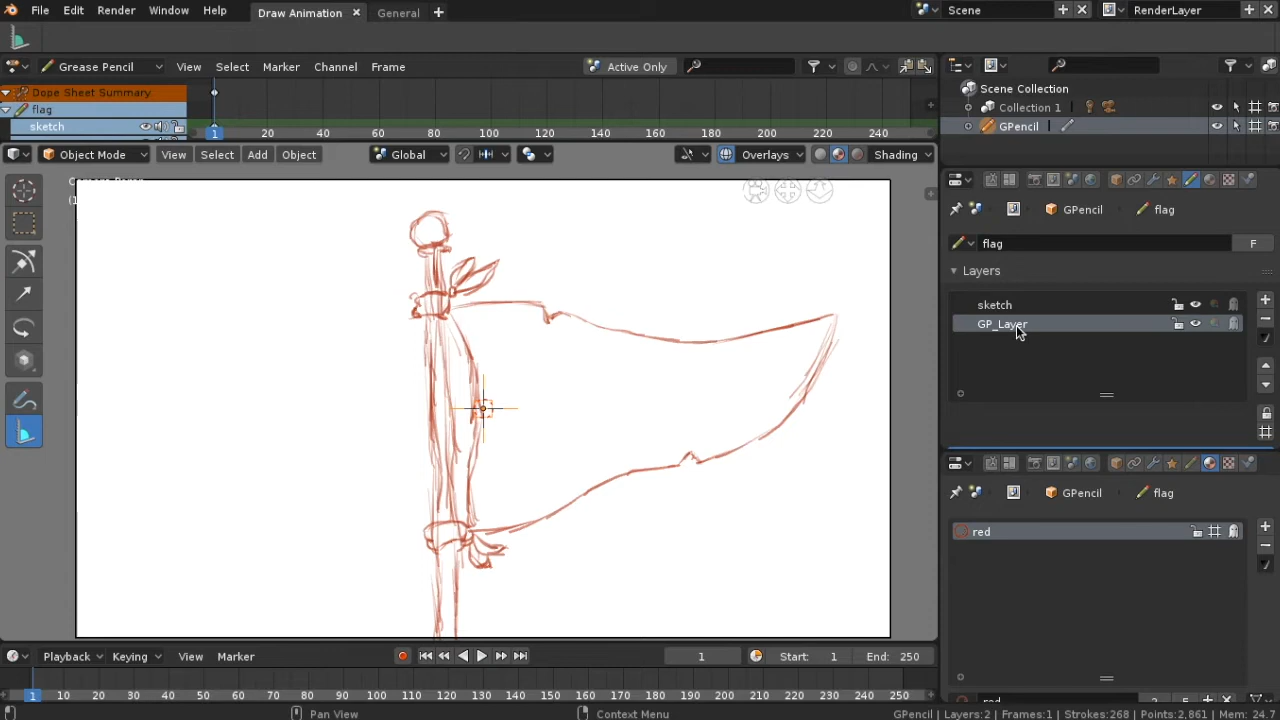 File Edit Render Window Help Draw Animation General Scene RenderLayer
Grease Pencil View Select Marker Channel Frame Active Only
Dope Sheet Summary
flag
sketch
1 20 40 60 80 100 120 140 160 180 200 220 240
Object Mode View Select Add Object Global Overlays Shading
Scene Collection
Collection 1
GPencil
GPencil flag
flag F
Layers
sketch
GP_Layer
GPencil flag
red
red
Playback Keying View Marker 1 Start: 1 End: 250
1 10 20 30 40 50 60 70 80 90 100 110 120 130 140 150 160 170 180 190 200 210 220 230 240 250
Pan View Context Menu GPencil | Layers:2 | Frames:1 | Strokes:268 | Points:2,861 | Mem: 24.7